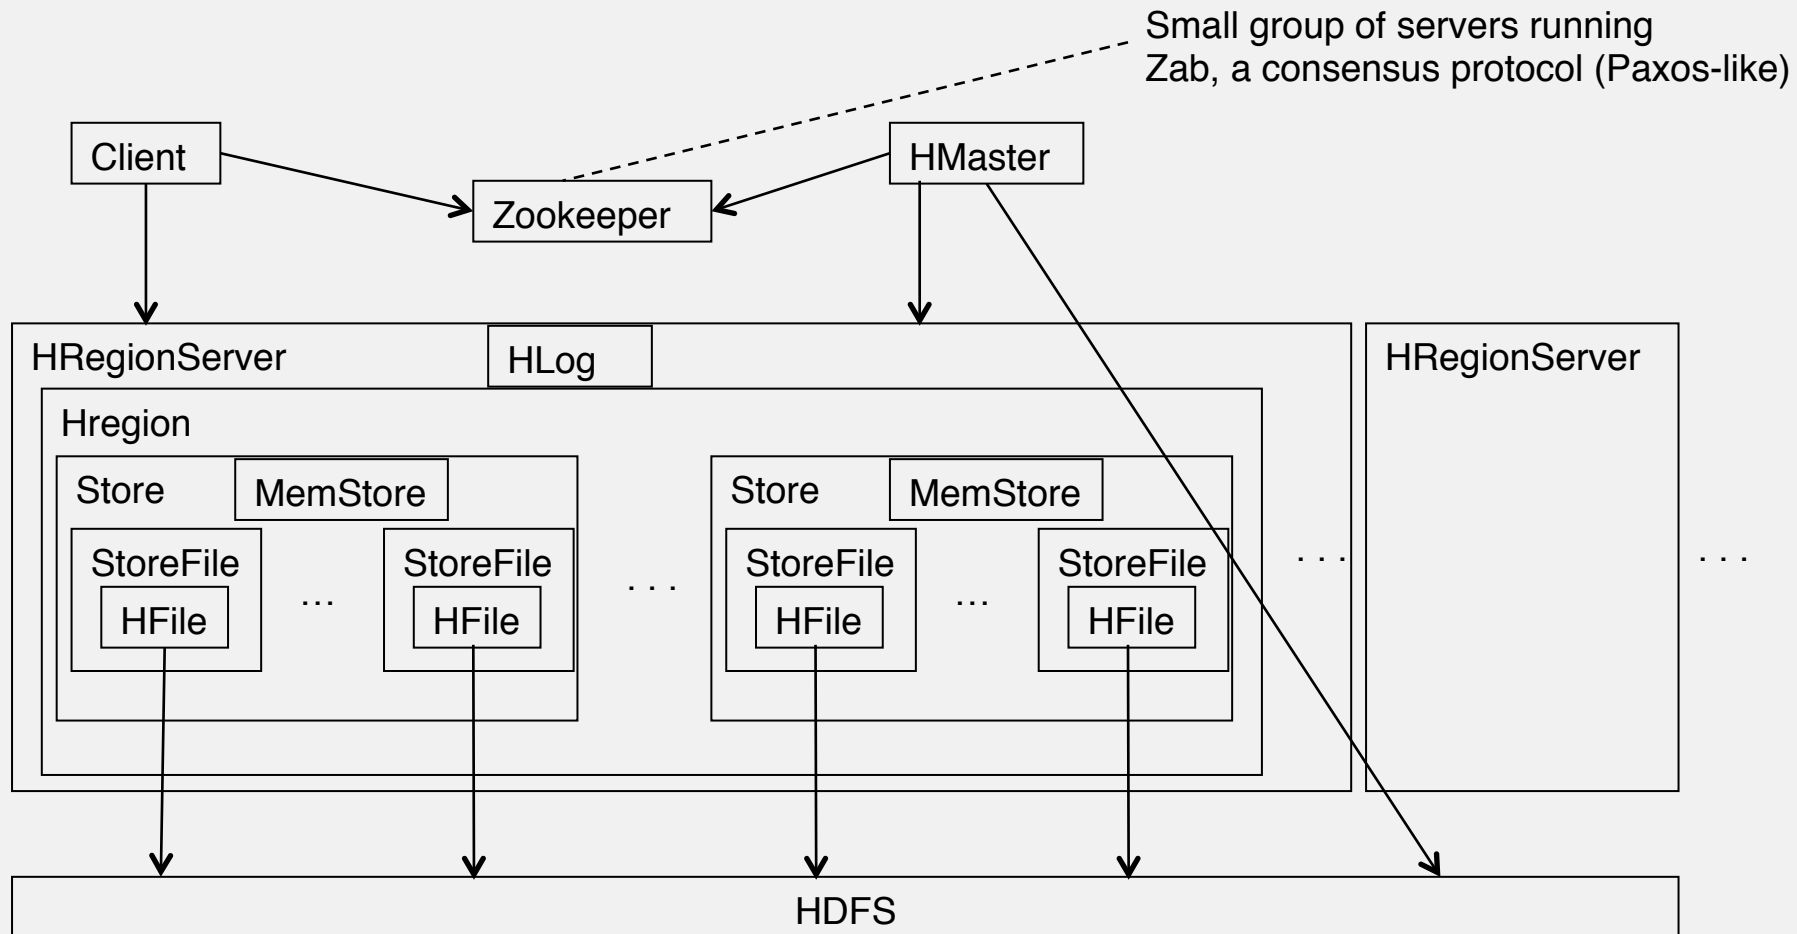 Small group of servers running
Zab, a consensus protocol (Paxos-like)
Client
HMaster
Zookeeper
HRegionServer
HLog
HRegionServer
Hregion
Store
MemStore
Store
MemStore
StoreFile
StoreFile
StoreFile
StoreFile
. . .
. . .
. . .
...
...
HFile
HFile
HFile
HFile
HDFS